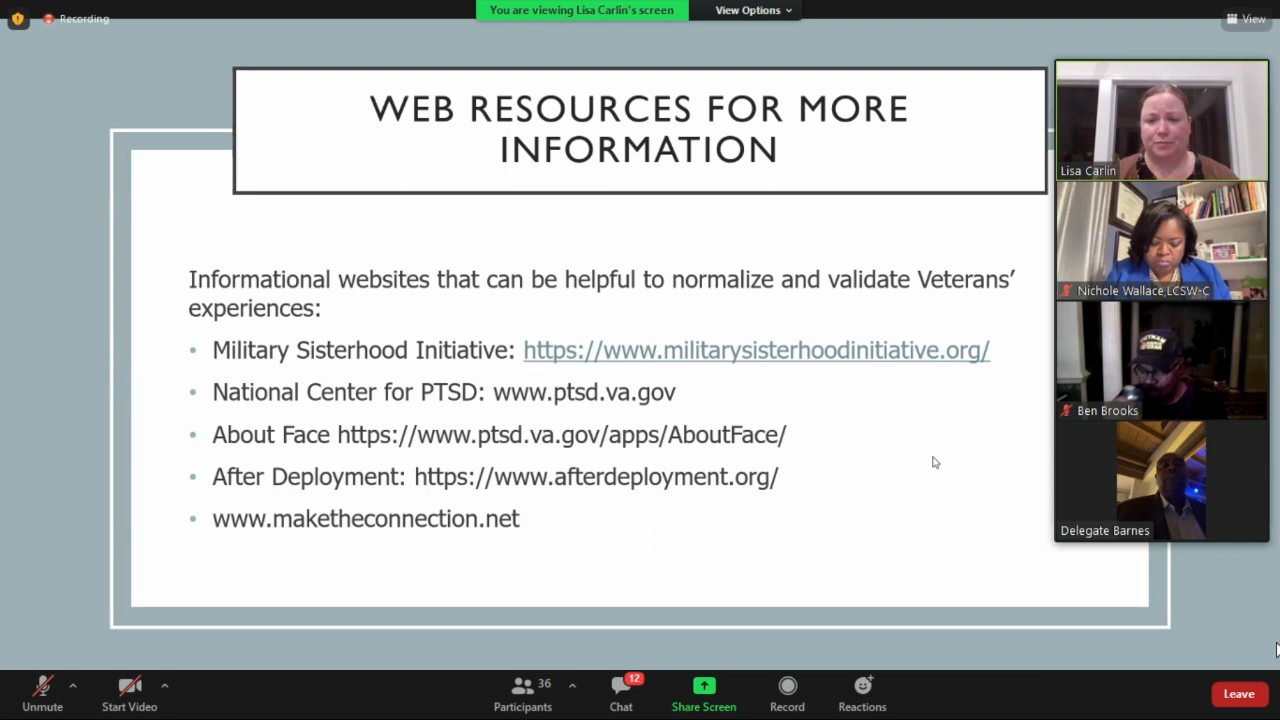 Recording
You are viewing Lisa Carlin's screen
View Options
View
WEB RESOURCES FOR MORE
INFORMATION
Informational websites that can be helpful to normalize and validate Veterans’
experiences:
• Military Sisterhood Initiative: https://www.militarysisterhoodinitiative.org/
• National Center for PTSD: www.ptsd.va.gov
• About Face https://www.ptsd.va.gov/apps/AboutFace/
• After Deployment: https://www.afterdeployment.org/
• www.maketheconnection.net
Lisa Carlin
Nichole Wallace,LCSW-C
Ben Brooks
Delegate Barnes
Unmute
Start Video
36
Participants
12
Chat
Share Screen
Record
Reactions
Leave